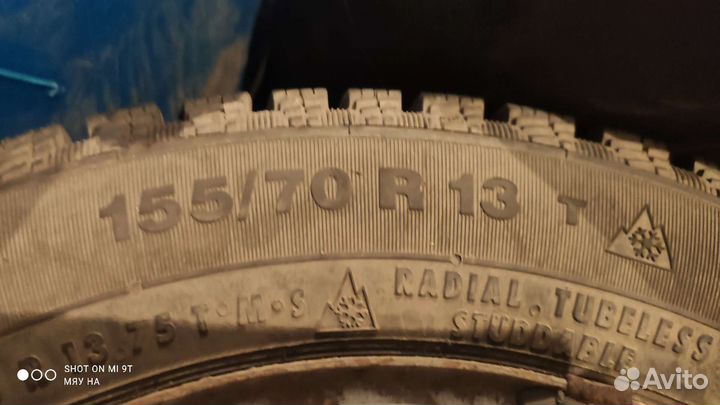 155/70 R 13 T
R 13 75 T•M•S
RADIAL. TUBELESS
STUDDABLE
SHOT ON MI 9T
МЯУ НА
Avito